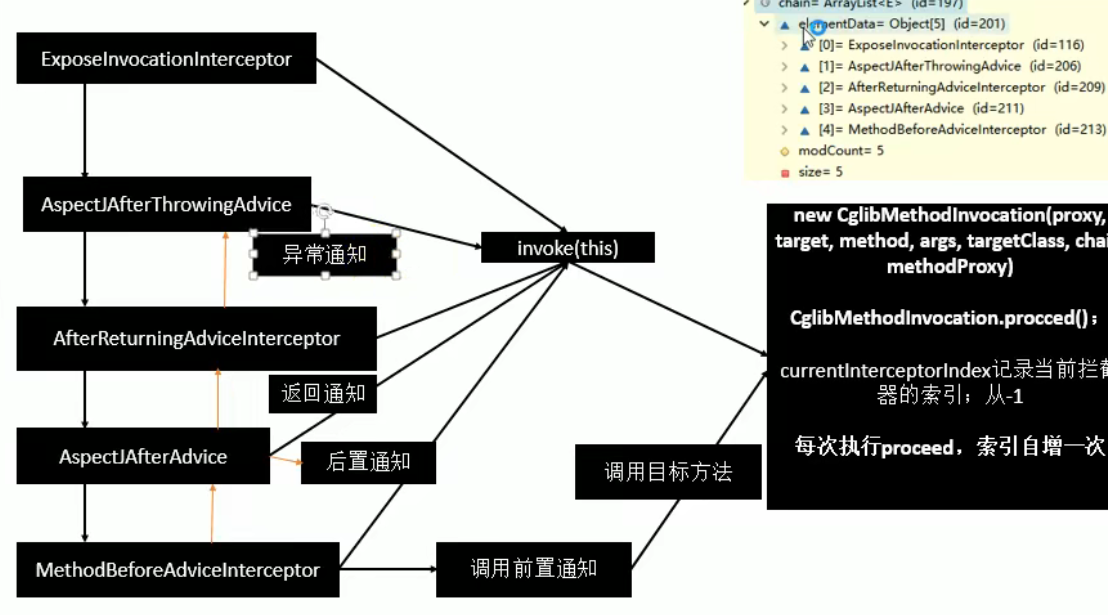 chain= ArrayList<E> (id=197)
elementData= Object[5] (id=201)
[0]= ExposeInvocationInterceptor (id=116)
[1]= AspectJAfterThrowingAdvice (id=206)
[2]= AfterReturningAdviceInterceptor (id=209)
[3]= AspectJAfterAdvice (id=211)
[4]= MethodBeforeAdviceInterceptor (id=213)
modCount= 5
size= 5
ExposeInvocationInterceptor
AspectJAfterThrowingAdvice
异常通知
invoke(this)
AfterReturningAdviceInterceptor
返回通知
AspectJAfterAdvice
后置通知
MethodBeforeAdviceInterceptor
调用前置通知
调用目标方法
new CglibMethodInvocation(proxy,
target, method, args, targetClass,
methodProxy)
CglibMethodInvocation.procced();
currentInterceptorIndex记录当前拦截
器的索引；从-1
每次执行proceed，索引自增一次